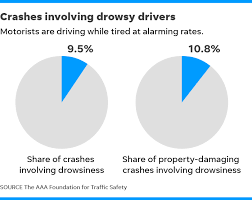 Crashes involving drowsy drivers
Motorists are driving while tired at alarming rates.
9.5%
Share of crashes
involving drowsiness
10.8%
Share of property-damaging
crashes involving drowsiness
SOURCE The AAA Foundation for Traffic Safety